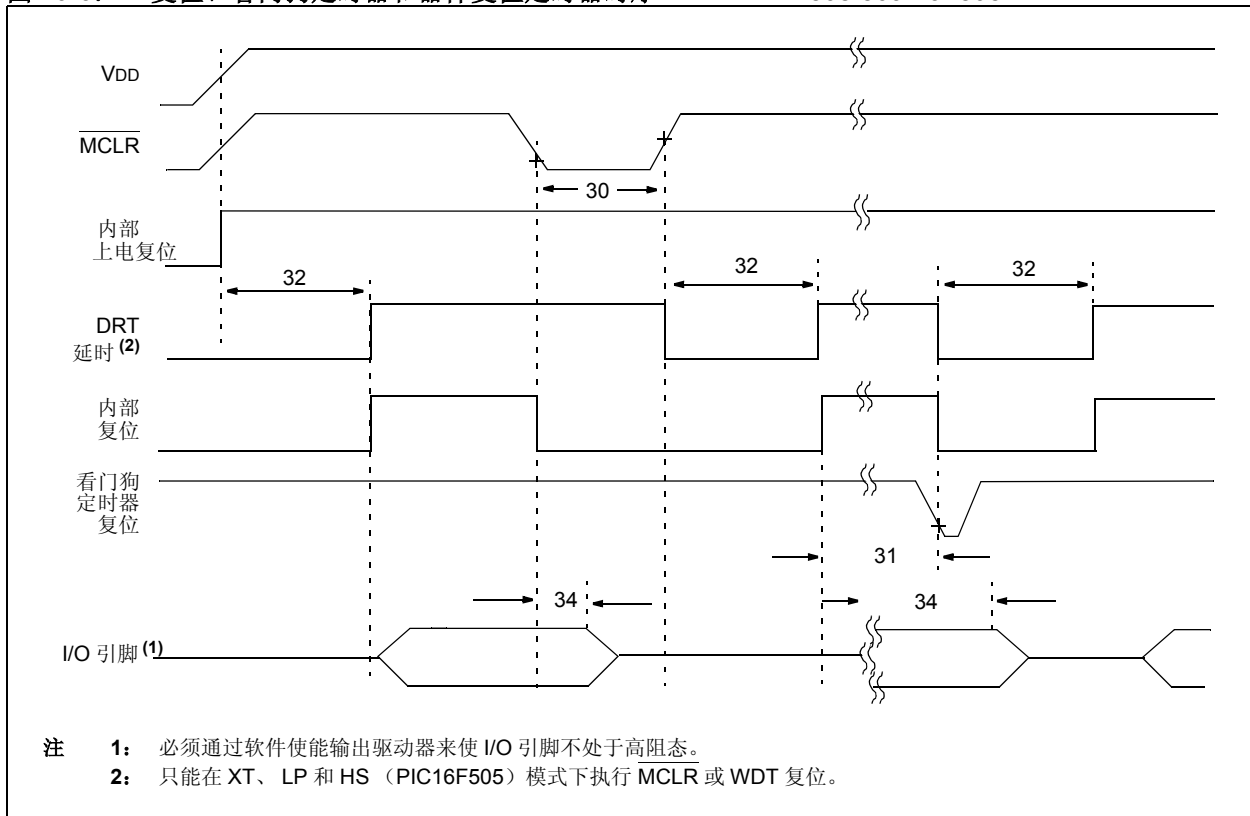 VDD
MCLR
30
内部
上电复位
32
32
32
DRT
延时 (2)
内部
复位
看门狗
定时器
复位
31
34
34
I/O 引脚 (1)
注 1： 必须通过软件使能输出驱动器来使 I/O 引脚不处于高阻态。
2： 只能在 XT、 LP 和 HS （PIC16F505）模式下执行 MCLR 或 WDT 复位。